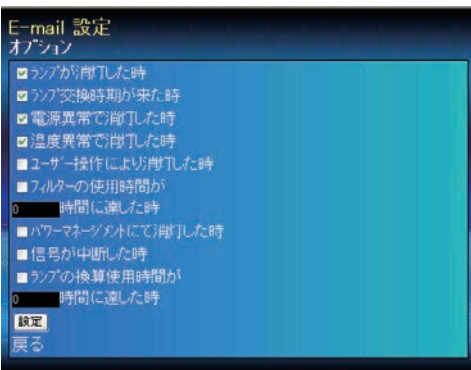 E-mail 設定
オプション
ランプが消灯した時
ランプ交換時期が来た時
電源異常で消灯した時
温度異常で消灯した時
ユーザー操作により消灯した時
フィルターの使用時間が
0 時間に達した時
パワーマネージメントにて消灯した時
信号が中断した時
ランプの換算使用時間が
0 時間に達した時
設定
戻る